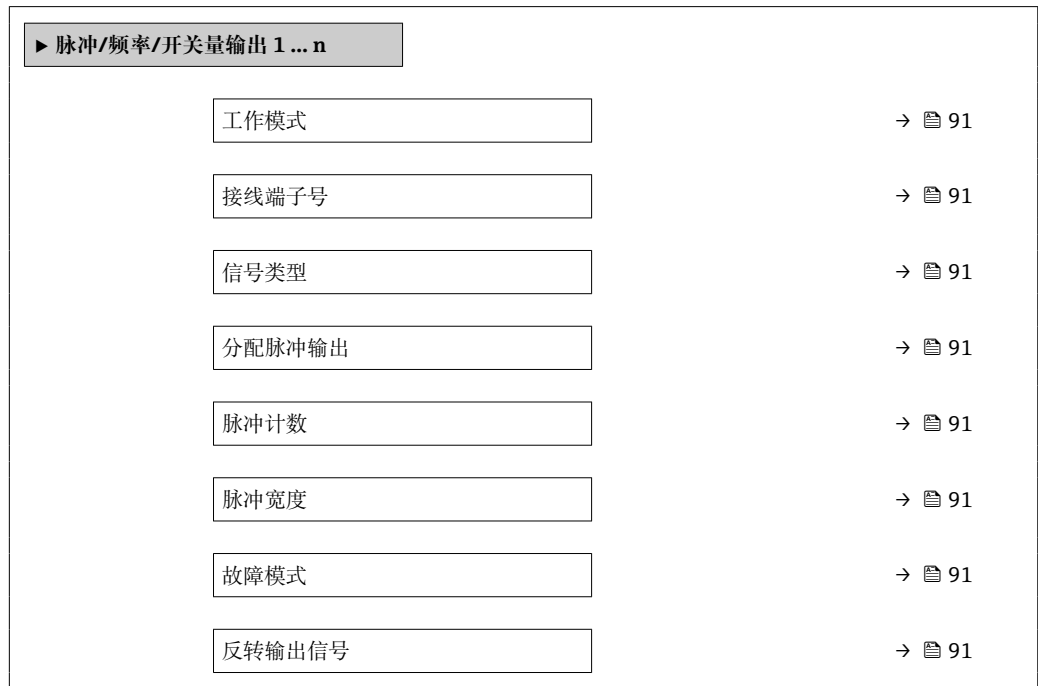 ▶ 脉冲/频率/开关量输出 1 … n
工作模式 → 🖺 91
接线端子号 → 🖺 91
信号类型 → 🖺 91
分配脉冲输出 → 🖺 91
脉冲计数 → 🖺 91
脉冲宽度 → 🖺 91
故障模式 → 🖺 91
反转输出信号 → 🖺 91